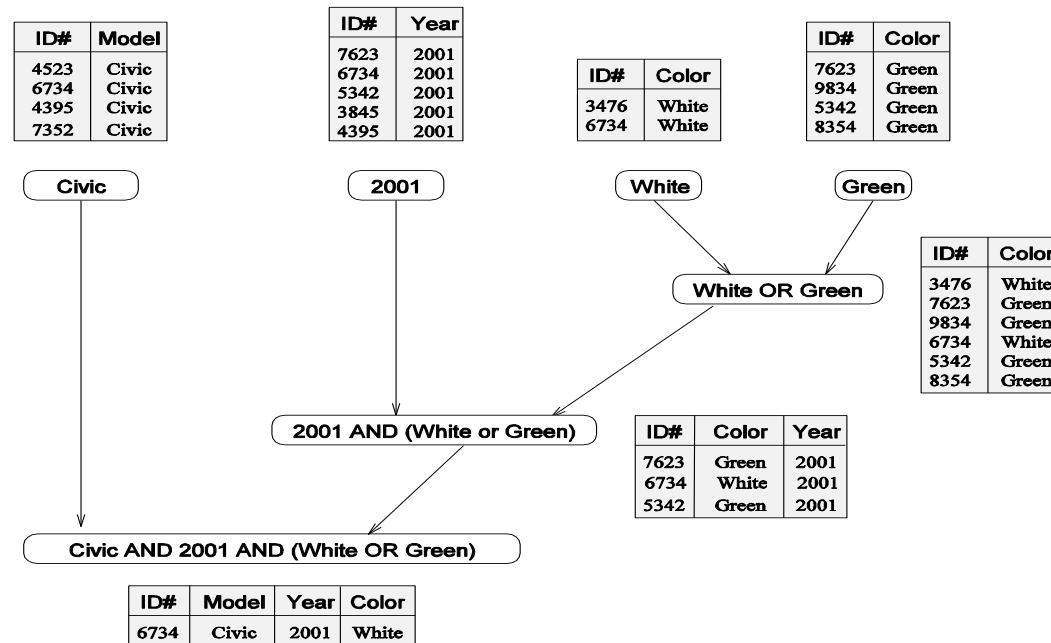 ID# Model
4523 Civic
6734 Civic
4395 Civic
7352 Civic
ID# Year
7623 2001
6734 2001
5342 2001
3845 2001
4395 2001
ID# Color
3476 White
6734 White
ID# Color
7623 Green
9834 Green
5342 Green
8354 Green
Civic
2001
White
Green
White OR Green
ID# Color
3476 White
7623 Green
9834 Green
6734 White
5342 Green
8354 Green
2001 AND (White or Green)
ID# Color Year
7623 Green 2001
6734 White 2001
5342 Green 2001
Civic AND 2001 AND (White OR Green)
ID# Model Year Color
6734 Civic 2001 White